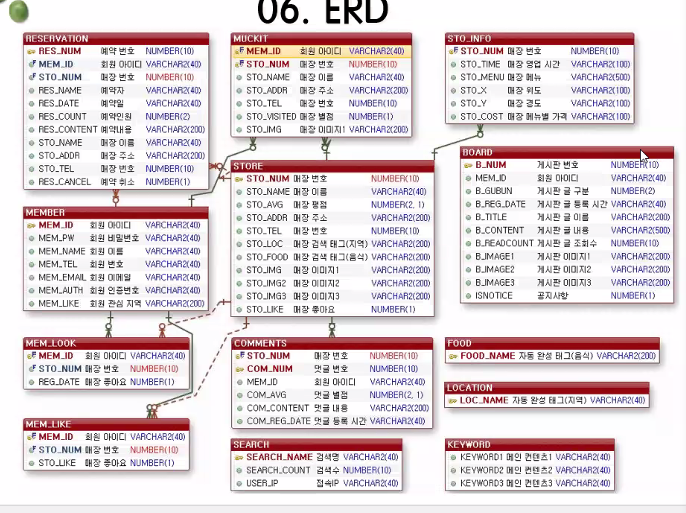 06. ERD
RESERVATION
RES_NUM 예약 번호 NUMBER(10)
MEM_ID 회원 아이디 VARCHAR2(40)
STO_NUM 매장 번호 NUMBER(10)
RES_NAME 예약자 VARCHAR2(40)
RES_DATE 예약일 VARCHAR2(40)
RES_COUNT 예약인원 NUMBER(2)
RES_CONTENT 예약내용 VARCHAR2(200)
STO_NAME 매장 이름 VARCHAR2(40)
STO_ADDR 매장 주소 VARCHAR2(200)
STO_TEL 매장 번호 NUMBER(10)
RES_CANCEL 예약 취소 NUMBER(1)
MUCKIT
MEM_ID 회원 아이디 VARCHAR2(40)
STO_NUM 매장 번호 NUMBER(10)
STO_NAME 매장 이름 VARCHAR2(40)
STO_ADDR 매장 주소 VARCHAR2(200)
STO_TEL 매장 번호 NUMBER(10)
STO_VISITED 매장 별점 NUMBER(1)
STO_IMG 매장 이미지1 VARCHAR2(200)
STO_INFO
STO_NUM 매장 번호 NUMBER(10)
STO_TIME 매장 영업 시간 VARCHAR2(100)
STO_MENU 매장 메뉴 VARCHAR2(500)
STO_X 매장 위도 VARCHAR2(100)
STO_Y 매장 경도 VARCHAR2(100)
STO_COST 매장 메뉴별 가격 VARCHAR2(100)
STORE
STO_NUM 매장 번호 NUMBER(10)
STO_NAME 매장 이름 VARCHAR2(40)
STO_AVG 매장 평점 NUMBER(2, 1)
STO_ADDR 매장 주소 VARCHAR2(200)
STO_TEL 매장 번호 NUMBER(10)
STO_LOC 매장 검색 태그(지역) VARCHAR2(200)
STO_FOOD 매장 검색 태그(음식) VARCHAR2(200)
STO_IMG 매장 이미지1 VARCHAR2(200)
STO_IMG2 매장 이미지2 VARCHAR2(200)
STO_IMG3 매장 이미지3 VARCHAR2(200)
STO_LIKE 매장 좋아요 NUMBER(1)
BOARD
B_NUM 게시판 번호 NUMBER(10)
MEM_ID 회원 아이디 VARCHAR2(40)
B_GUBUN 게시판 글 구분 NUMBER(2)
B_REG_DATE 게시판 글 등록 시간 VARCHAR2(40)
B_TITLE 게시판 글 이름 VARCHAR2(200)
B_CONTENT 게시판 글 내용 VARCHAR2(500)
B_READCOUNT 게시판 글 조회수 NUMBER(10)
B_IMAGE1 게시판 이미지1 VARCHAR2(200)
B_IMAGE2 게시판 이미지2 VARCHAR2(200)
B_IMAGE3 게시판 이미지3 VARCHAR2(200)
ISNOTICE 공지사항 NUMBER(1)
MEMBER
MEM_ID 회원 아이디 VARCHAR2(40)
MEM_PW 회원 비밀번호 VARCHAR2(40)
MEM_NAME 회원 이름 VARCHAR2(40)
MEM_TEL 회원 번호 VARCHAR2(40)
MEM_EMAIL 회원 이메일 VARCHAR2(40)
MEM_AUTH 회원 인증번호 VARCHAR2(40)
MEM_LIKE 회원 관심 지역 VARCHAR2(200)
MEM_LOOK
MEM_ID 회원 아이디 VARCHAR2(40)
STO_NUM 매장 번호 NUMBER(10)
REG_DATE 매장 좋아요 NUMBER(1)
COMMENTS
STO_NUM 매장 번호 NUMBER(10)
COM_NUM 댓글 번호 NUMBER(10)
MEM_ID 회원 아이디 VARCHAR2(40)
COM_AVG 댓글 별점 NUMBER(2, 1)
COM_CONTENT 댓글 내용 VARCHAR2(200)
COM_REG_DATE 댓글 등록 시간 VARCHAR2(40)
FOOD
FOOD_NAME 자동 완성 태그(음식) VARCHAR2(200)
LOCATION
LOC_NAME 자동 완성 태그(지역) VARCHAR2(40)
MEM_LIKE
MEM_ID 회원 아이디 VARCHAR2(40)
STO_NUM 매장 번호 NUMBER(10)
STO_LIKE 매장 좋아요 NUMBER(1)
SEARCH
SEARCH_NAME 검색명 VARCHAR2(40)
SEARCH_COUNT 검색수 NUMBER(10)
USER_IP 접속IP VARCHAR2(40)
KEYWORD
KEYWORD1 메인 컨텐츠1 VARCHAR2(40)
KEYWORD2 메인 컨텐츠2 VARCHAR2(40)
KEYWORD3 메인 컨텐츠3 VARCHAR2(40)